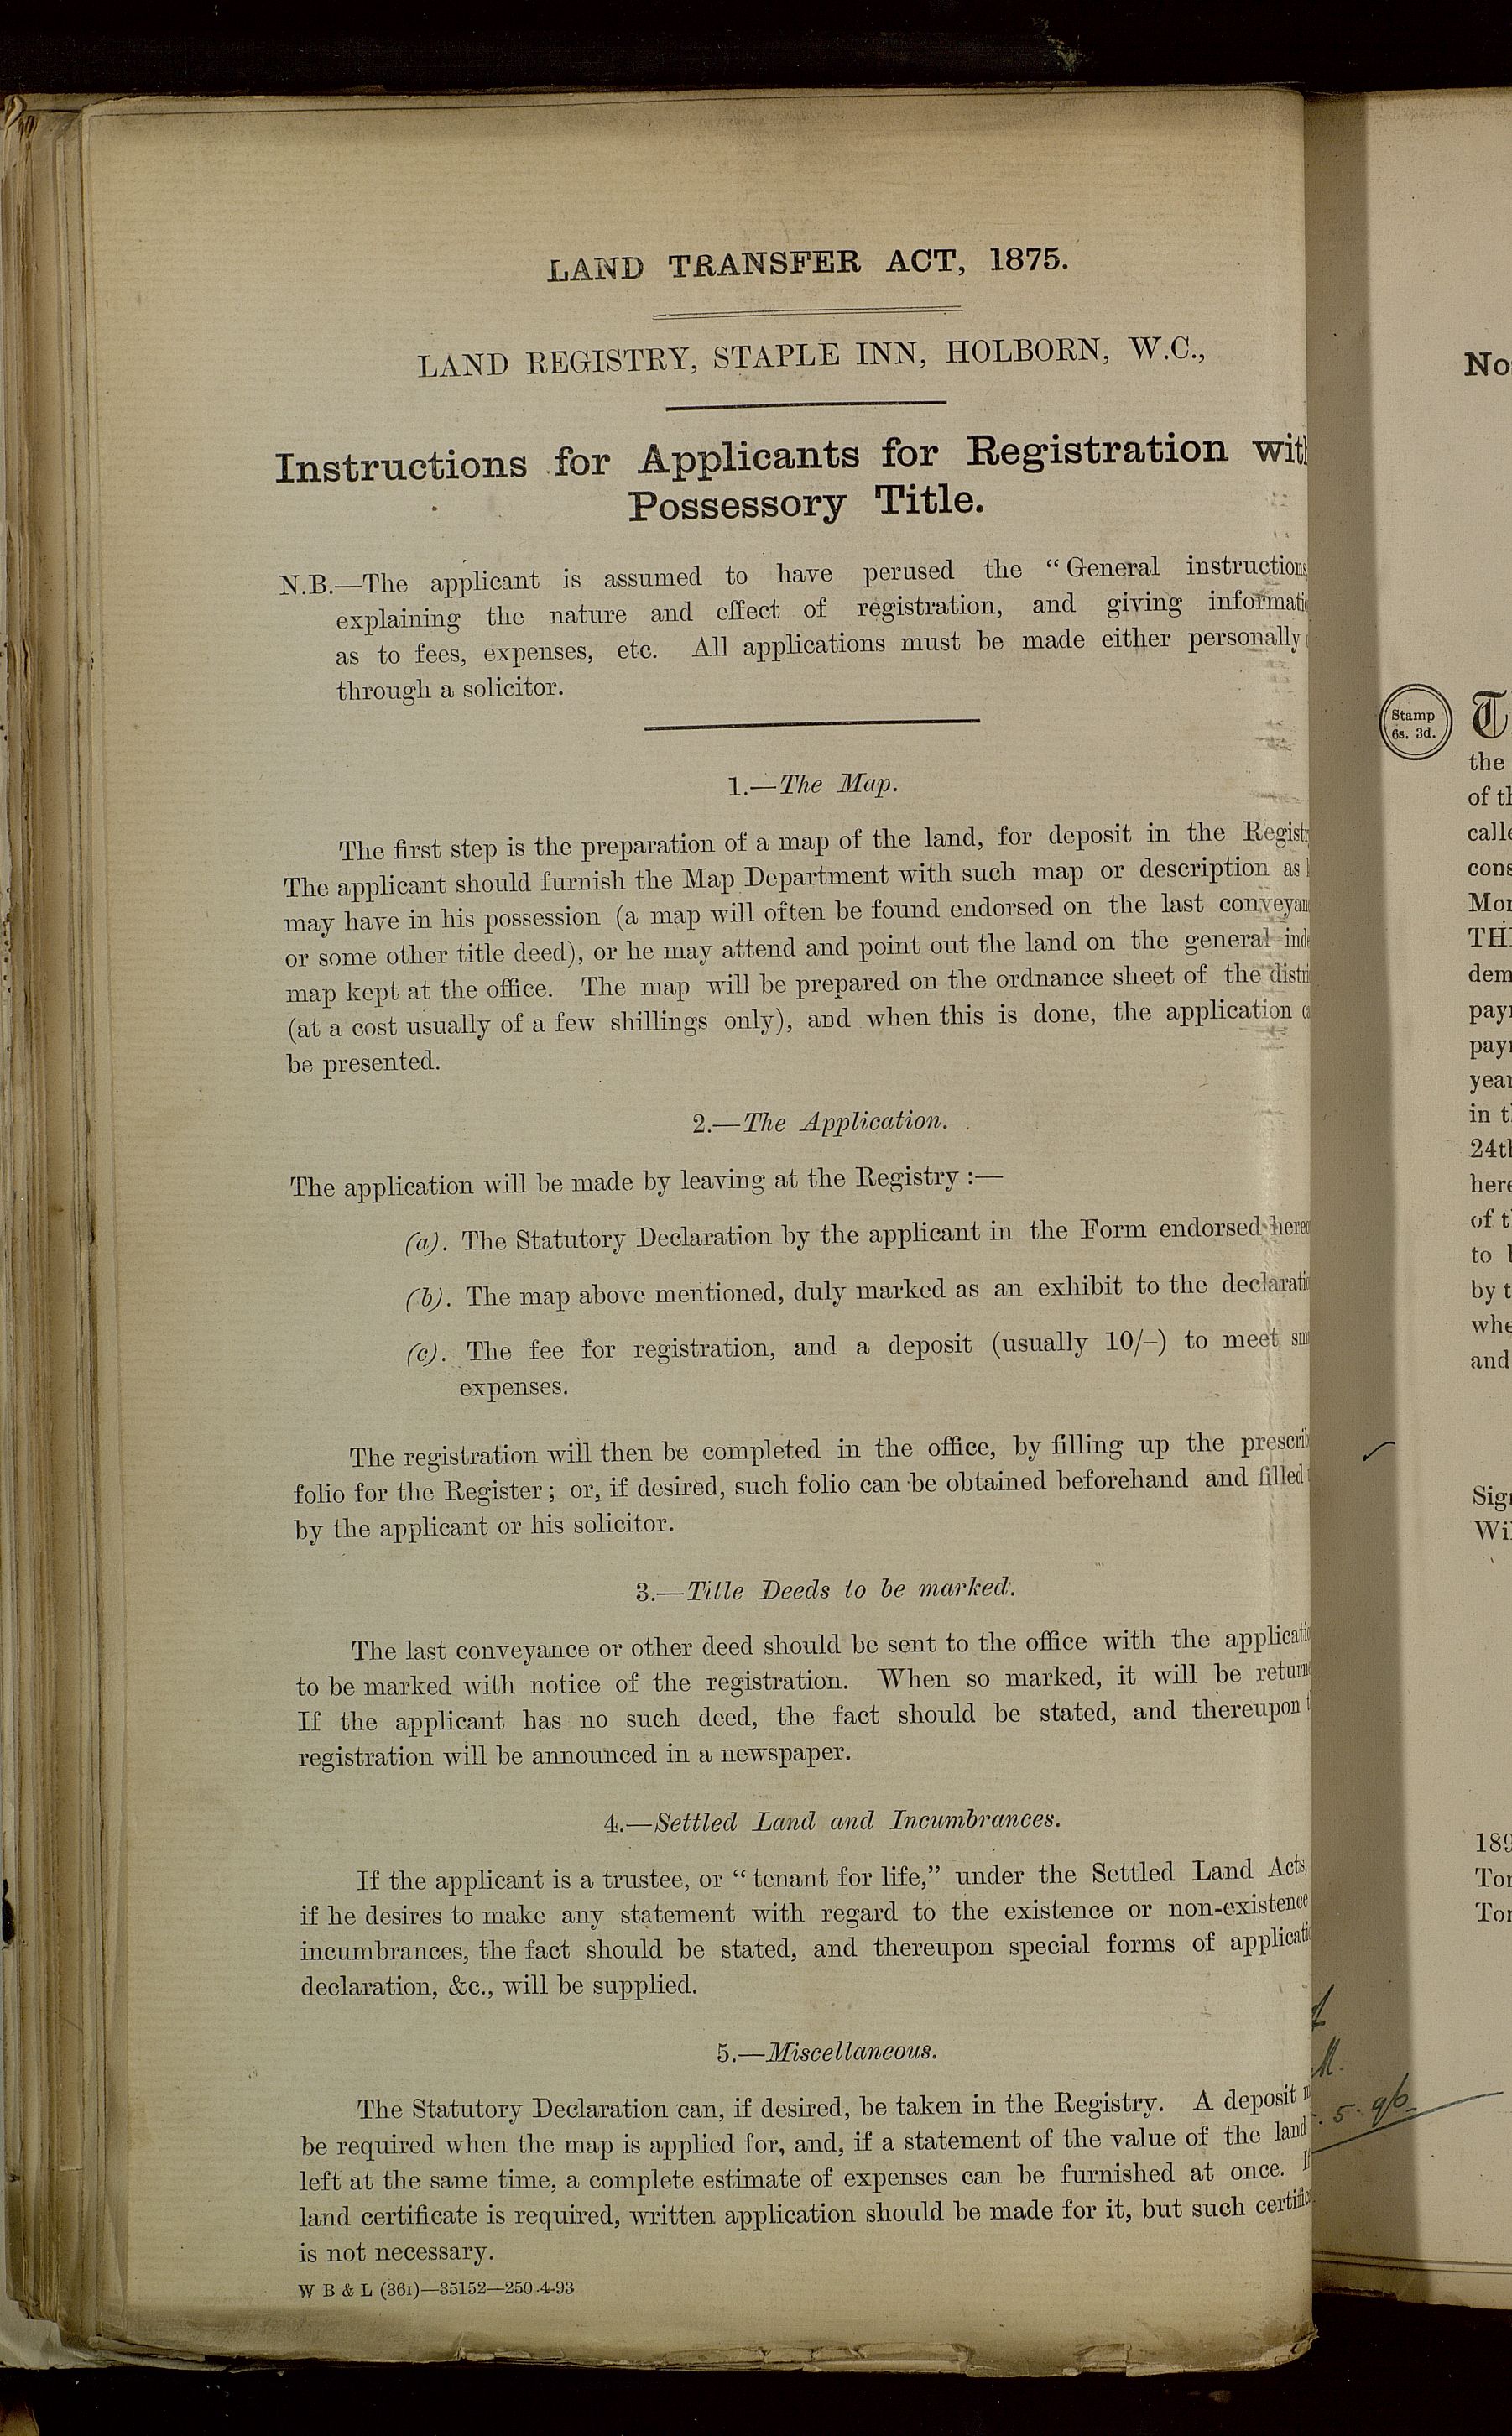 LAND TRANSFER ACT, 1875.
LAND REGISTRY, STAPLE INN, HOLBORN, W.C.,
Instructions for Applicants for Registration with
Possessory Title.
N.B.—The applicant is assumed to have perused the “General instructions
explaining the nature and effect of registration, and giving informati
as to fees, expenses, etc. All applications must be made either personally
through a solicitor.
1.—The Map.
The first step is the preparation of a map of the land, for deposit in the Registr
The applicant should furnish the Map Department with such map or description as
may have in his possession (a map will often be found endorsed on the last conveyan
or some other title deed), or he may attend and point out the land on the general ind
map kept at the office. The map will be prepared on the ordnance sheet of the distri
(at a cost usually of a few shillings only), and when this is done, the application c
be presented.
2.—The Application.
The application will be made by leaving at the Registry :—
(a). The Statutory Declaration by the applicant in the Form endorsed hereo
(b). The map above mentioned, duly marked as an exhibit to the declarati
(c). The fee for registration, and a deposit (usually 10/–) to meet sm
expenses.
The registration will then be completed in the office, by filling up the prescrib
folio for the Register; or, if desired, such folio can be obtained beforehand and filled
by the applicant or his solicitor.
3.—Title Deeds to be marked.
The last conveyance or other deed should be sent to the office with the applicatio
to be marked with notice of the registration. When so marked, it will be return
If the applicant has no such deed, the fact should be stated, and thereupon t
registration will be announced in a newspaper.
4.—Settled Land and Incumbrances.
If the applicant is a trustee, or “tenant for life,” under the Settled Land Acts,
if he desires to make any statement with regard to the existence or non-existence
incumbrances, the fact should be stated, and thereupon special forms of applicati
declaration, &c., will be supplied.
5.—Miscellaneous.
The Statutory Declaration can, if desired, be taken in the Registry. A deposit m
be required when the map is applied for, and, if a statement of the value of the land
left at the same time, a complete estimate of expenses can be furnished at once. If
land certificate is required, written application should be made for it, but such certific
is not necessary.
W B & L (361)—35152—250.4-93
No
Stamp
6s. 3d.
T
the
of th
calle
cons
Mor
THE
dem
payr
payr
year
in t
24th
here
of t
to
by t
whe
and
Sign
Wi
189
Ton
Ton
5. 96